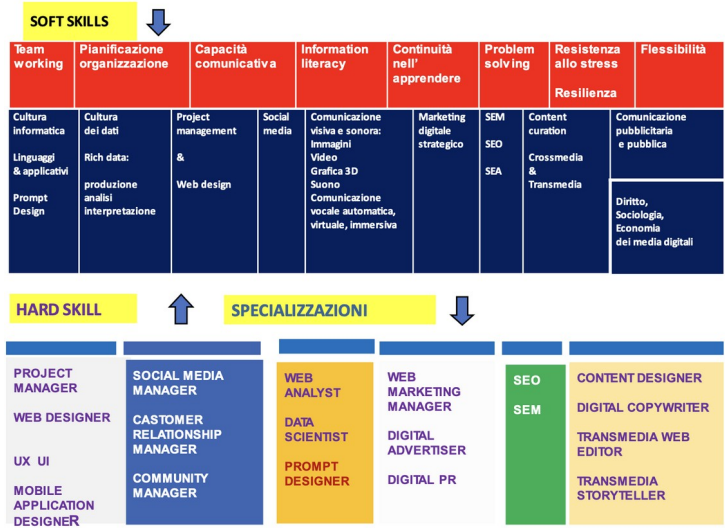 SOFT SKILLS
Team
working
Pianificazione
organizzazione
Capacità
comunicativa
Information
literacy
Continuità
nell'
apprendere
Problem
solving
Resistenza
allo stress
Resilienza
Flessibilità
Cultura
informatica
Linguaggi
& applicativi
Prompt
Design
Cultura
dei dati
Rich data:
produzione
analisi
interpretazione
Project
management
&
Web design
Social
media
Comunicazione
visiva e sonora:
Immagini
Video
Grafica 3D
Suono
Comunicazione
vocale automatica,
virtuale, immersiva
Marketing
digitale
strategico
SEM
SEO
SEA
Content
curation
Crossmedia
&
Transmedia
Comunicazione
pubblicitaria
e pubblica
Diritto,
Sociologia,
Economia
dei media digitali
HARD SKILL
SPECIALIZZAZIONI
PROJECT
MANAGER
WEB DESIGNER
UX UI
MOBILE
APPLICATION
DESIGNER
SOCIAL MEDIA
MANAGER
CASTOMER
RELATIONSHIP
MANAGER
COMMUNITY
MANAGER
WEB
ANALYST
DATA
SCIENTIST
PROMPT
DESIGNER
WEB
MARKETING
MANAGER
DIGITAL
ADVERTISER
DIGITAL PR
SEO
SEM
CONTENT DESIGNER
DIGITAL COPYWRITER
TRANSMEDIA WEB
EDITOR
TRANSMEDIA
STORYTELLER